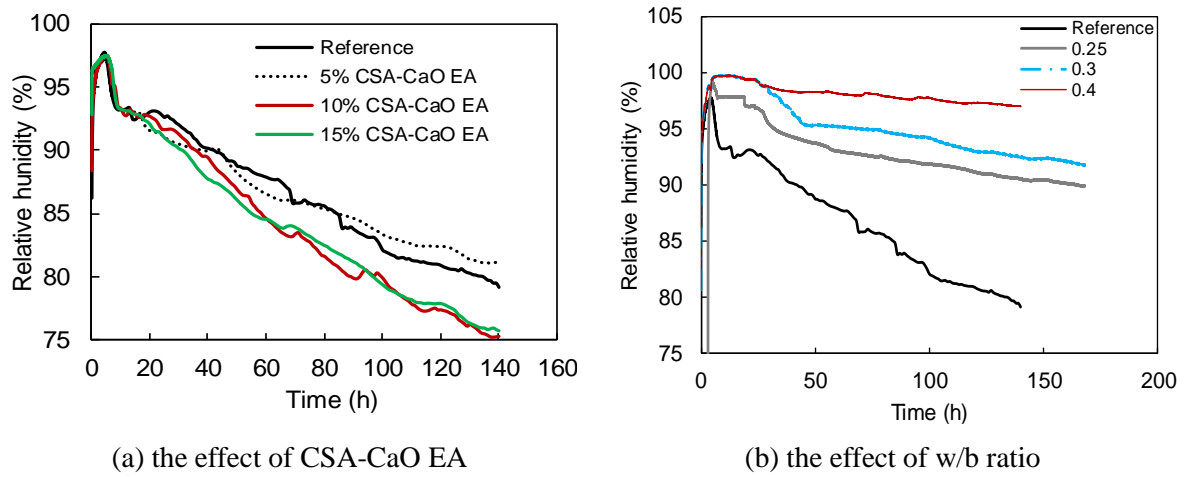 100
95
90
85
80
75
Relative humidity (%)
0 20 40 60 80 100 120 140 160
Time (h)
Reference
5% CSA-CaO EA
10% CSA-CaO EA
15% CSA-CaO EA
(a) the effect of CSA-CaO EA
105
100
95
90
85
80
75
Relative humidity (%)
0 50 100 150 200
Time (h)
Reference
0.25
0.3
0.4
(b) the effect of w/b ratio